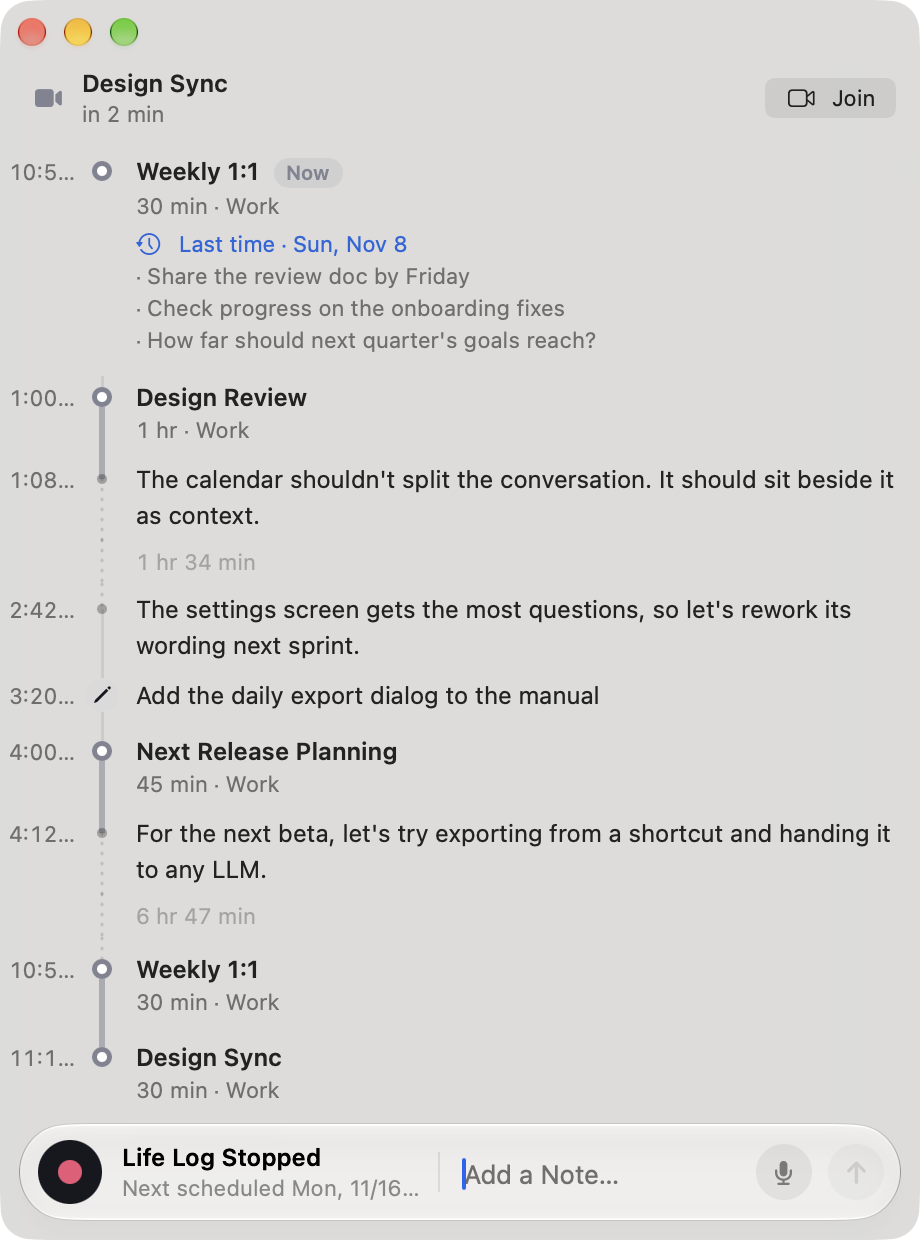 Design Sync
in 2 min
Join
10:5...
Weekly 1:1
Now
30 min · Work
Last time · Sun, Nov 8
· Share the review doc by Friday
· Check progress on the onboarding fixes
· How far should next quarter's goals reach?
1:00...
Design Review
1 hr · Work
1:08...
The calendar shouldn't split the conversation. It should sit beside it
as context.
1 hr 34 min
2:42...
The settings screen gets the most questions, so let's rework its
wording next sprint.
3:20...
Add the daily export dialog to the manual
4:00...
Next Release Planning
45 min · Work
4:12...
For the next beta, let's try exporting from a shortcut and handing it
to any LLM.
6 hr 47 min
10:5...
Weekly 1:1
30 min · Work
11:1...
Design Sync
30 min · Work
Life Log Stopped
Next scheduled Mon, 11/16...
Add a Note...